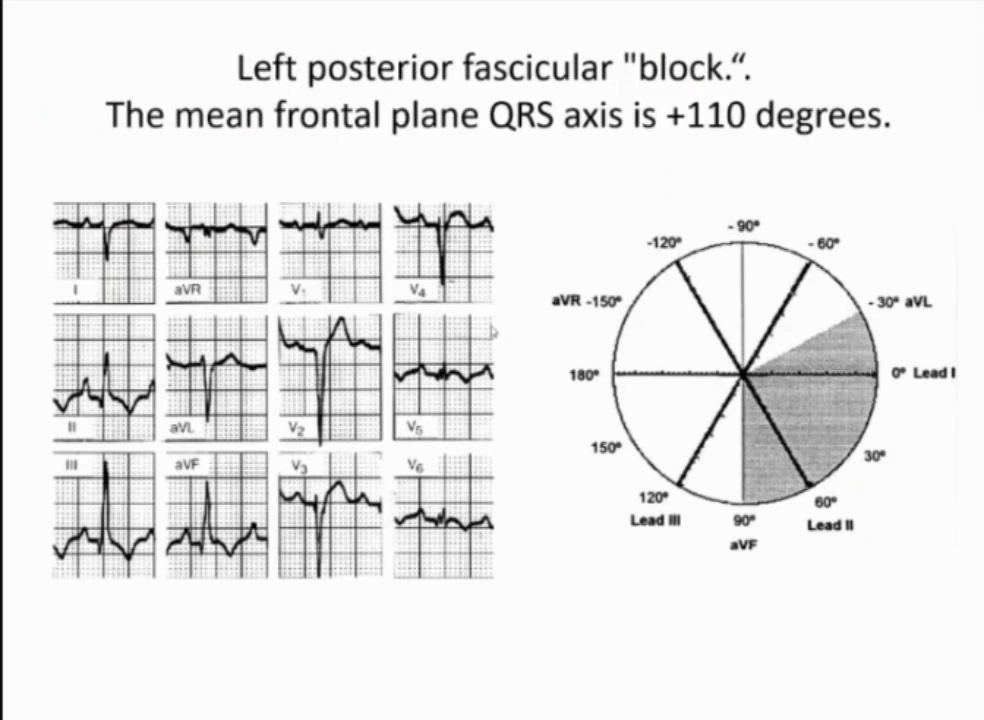 Left posterior fascicular "block.“.
The mean frontal plane QRS axis is +110 degrees.
I
aVR
V1
V4
II
aVL
V2
V5
III
aVF
V3
V6
- 90°
-120°
- 60°
aVR -150°
- 30° aVL
180°
0° Lead I
150°
30°
120°
Lead III
60°
Lead II
90°
aVF